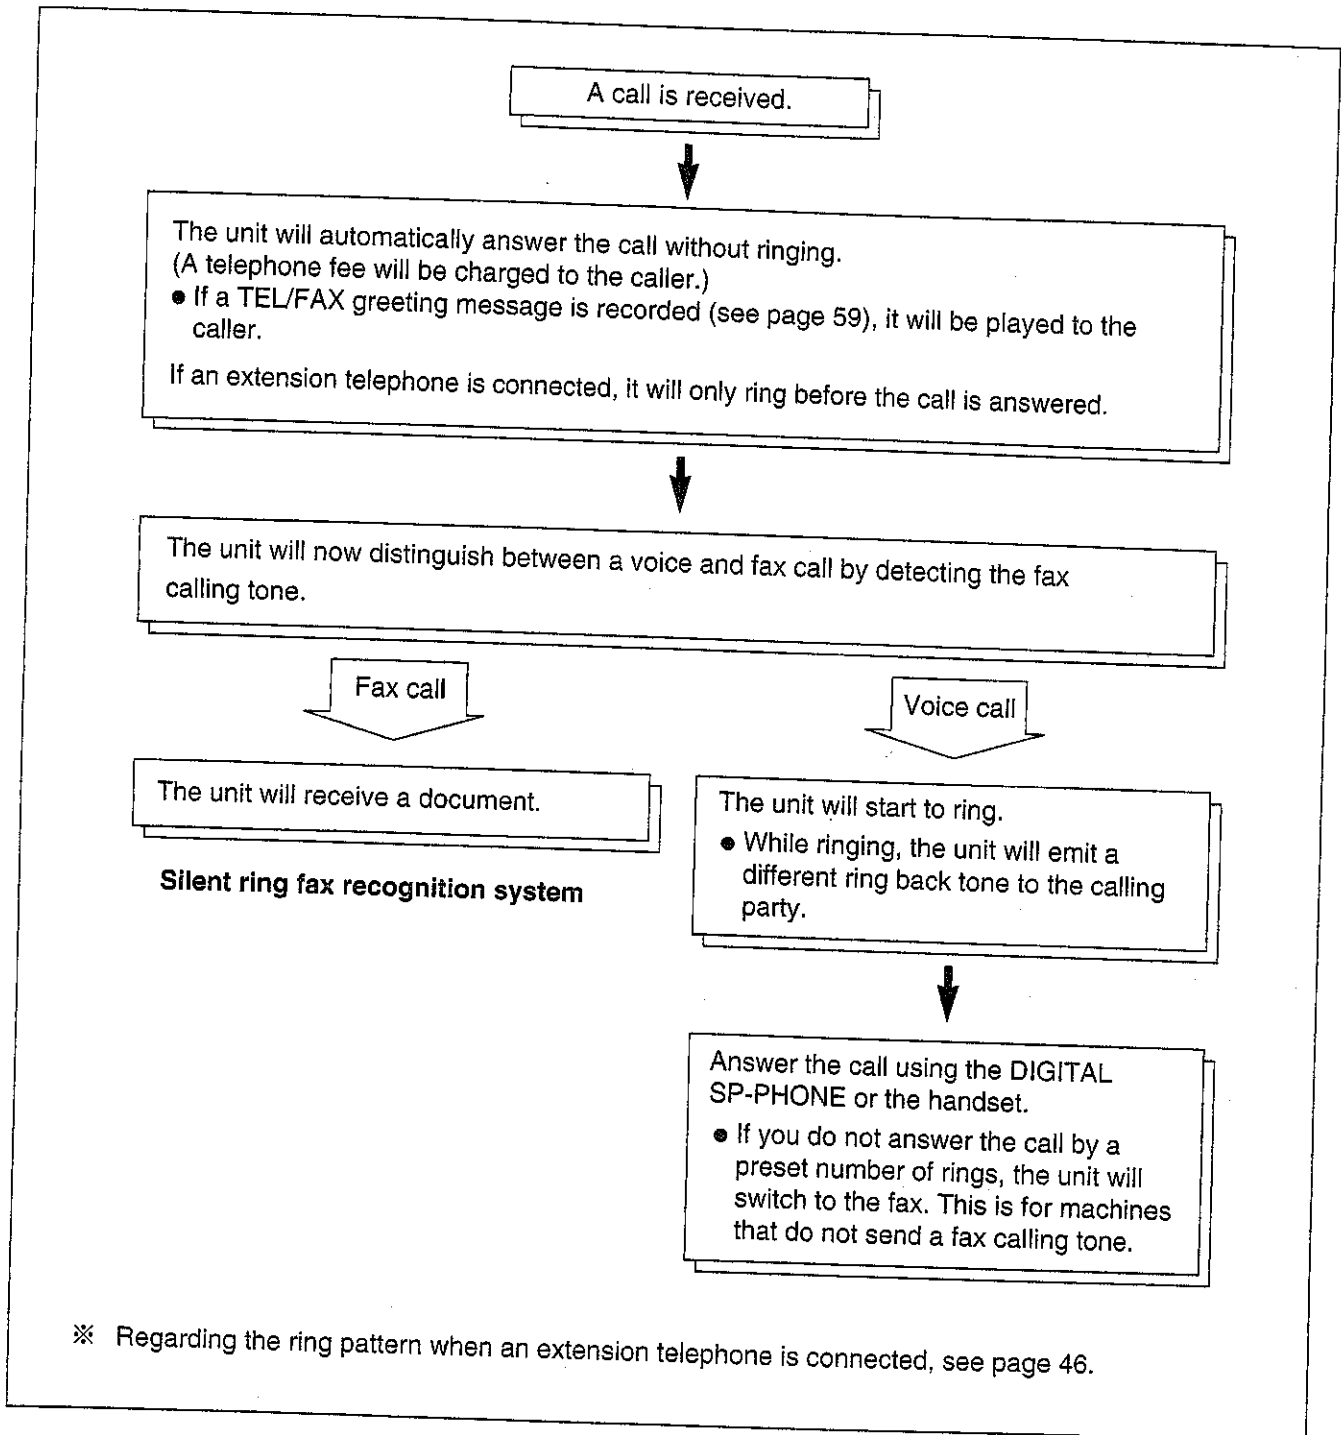 A call is received.
The unit will automatically answer the call without ringing.
(A telephone fee will be charged to the caller.)
● If a TEL/FAX greeting message is recorded (see page 59), it will be played to the
caller.
If an extension telephone is connected, it will only ring before the call is answered.
The unit will now distinguish between a voice and fax call by detecting the fax
calling tone.
Fax call
The unit will receive a document.
Silent ring fax recognition system
Voice call
The unit will start to ring.
● While ringing, the unit will emit a
different ring back tone to the calling
party.
Answer the call using the DIGITAL
SP-PHONE or the handset.
● If you do not answer the call by a
preset number of rings, the unit will
switch to the fax. This is for machines
that do not send a fax calling tone.
※ Regarding the ring pattern when an extension telephone is connected, see page 46.